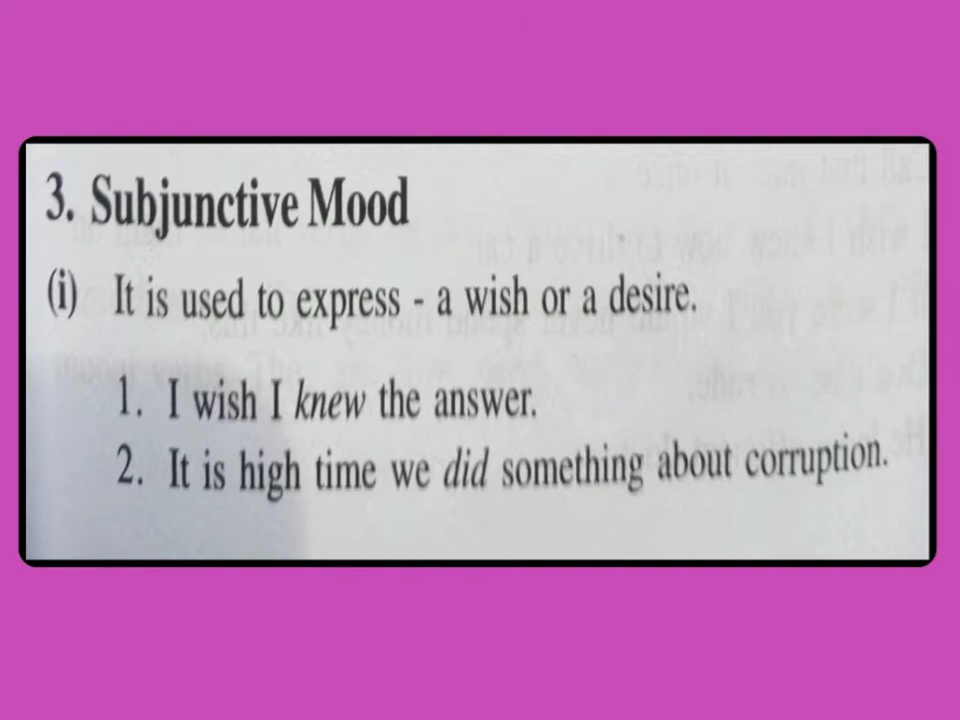 3. Subjunctive Mood
(i) It is used to express - a wish or a desire.
1. I wish I knew the answer.
2. It is high time we did something about corruption.